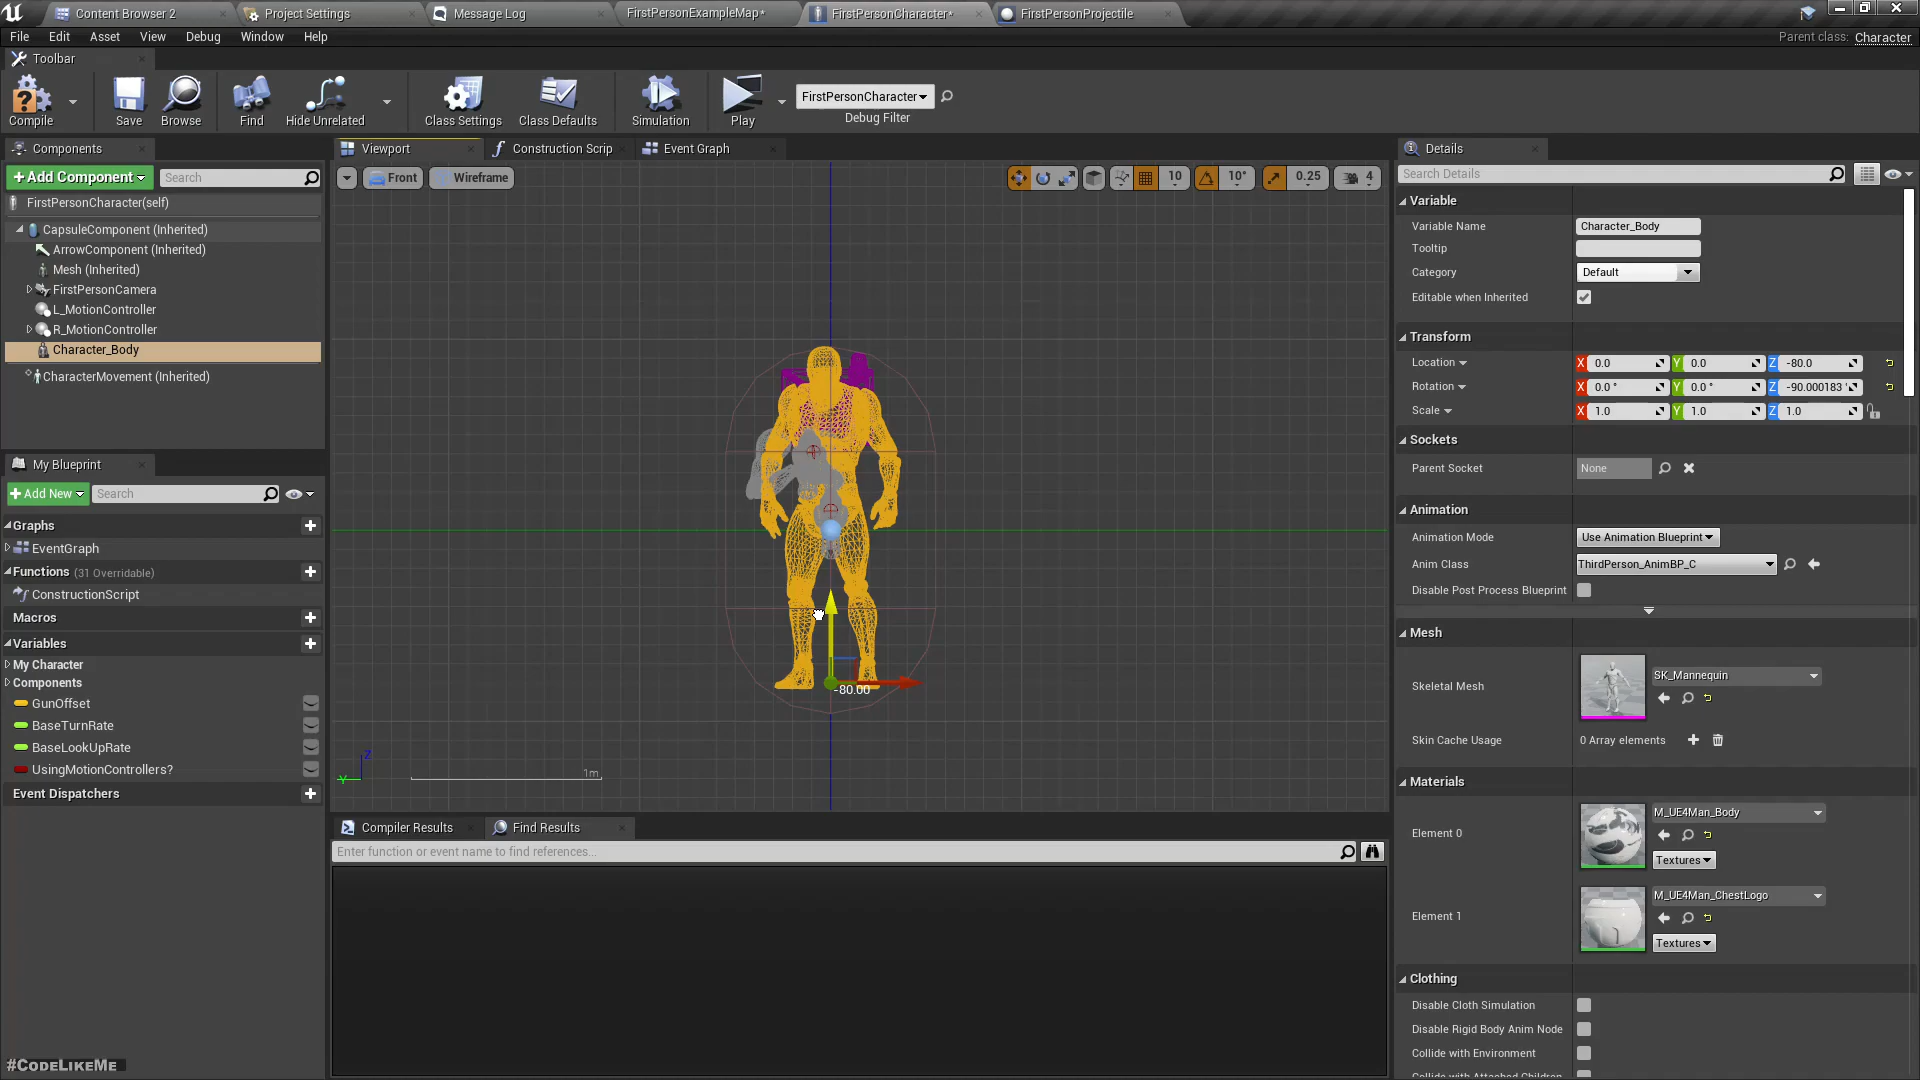 Content Browser 2
Project Settings
Message Log
FirstPersonExampleMap*
FirstPersonCharacter*
FirstPersonProjectile
File Edit Asset View Debug Window Help
Parent class: Character
Toolbar
Compile
Save
Browse
Find
Hide Unrelated
Class Settings
Class Defaults
Simulation
Play
FirstPersonCharacter
Debug Filter
Components
+Add Component
Search
FirstPersonCharacter(self)
CapsuleComponent (Inherited)
ArrowComponent (Inherited)
Mesh (Inherited)
FirstPersonCamera
L_MotionController
R_MotionController
Character_Body
CharacterMovement (Inherited)
My Blueprint
+Add New
Search
Graphs
EventGraph
Functions (31 Overridable)
ConstructionScript
Macros
Variables
My Character
Components
GunOffset
BaseTurnRate
BaseLookUpRate
UsingMotionControllers?
Event Dispatchers
#CodeLikeMe
Viewport
Construction Scrip
Event Graph
Front
Wireframe
10
10°
0.25
4
-80.00
Z
Y
1m
Compiler Results
Find Results
Enter function or event name to find references...
Details
Search Details
Variable
Variable Name Character_Body
Tooltip
Category Default
Editable when Inherited
Transform
Location X 0.0 Y 0.0 Z -80.0
Rotation X 0.0 ° Y 0.0 ° Z -90.000183 °
Scale X 1.0 Y 1.0 Z 1.0
Sockets
Parent Socket None
Animation
Animation Mode Use Animation Blueprint
Anim Class ThirdPerson_AnimBP_C
Disable Post Process Blueprint
Mesh
Skeletal Mesh SK_Mannequin
Skin Cache Usage 0 Array elements
Materials
Element 0 M_UE4Man_Body
Textures
Element 1 M_UE4Man_ChestLogo
Textures
Clothing
Disable Cloth Simulation
Disable Rigid Body Anim Node
Collide with Environment
Collide with Attached Children